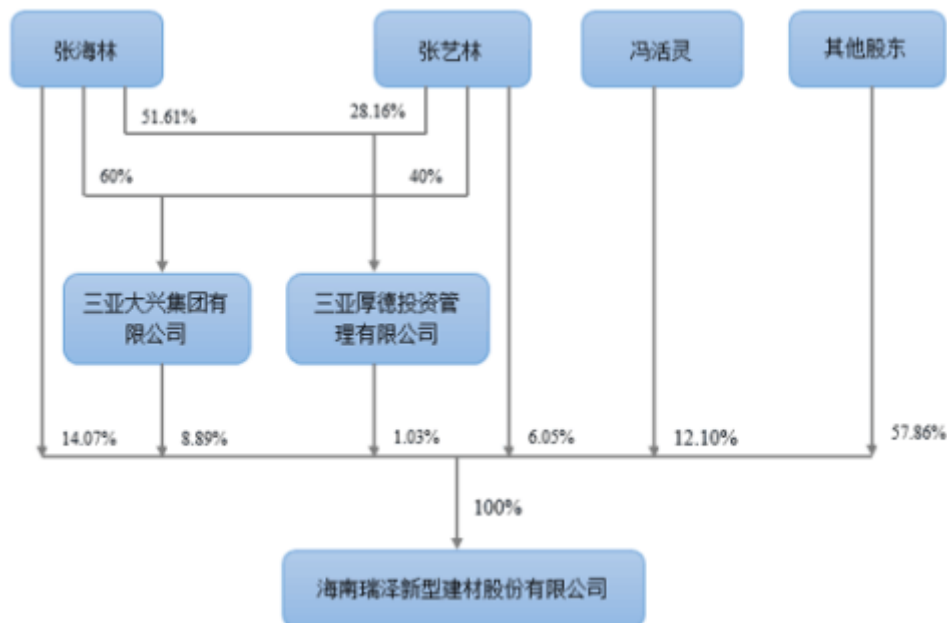 张海林
张艺林
冯活灵
其他股东
51.61%
28.16%
60%
40%
三亚大兴集团有
限公司
三亚厚德投资管
理有限公司
14.07%
8.89%
1.03%
6.05%
12.10%
57.86%
100%
海南瑞泽新型建材股份有限公司